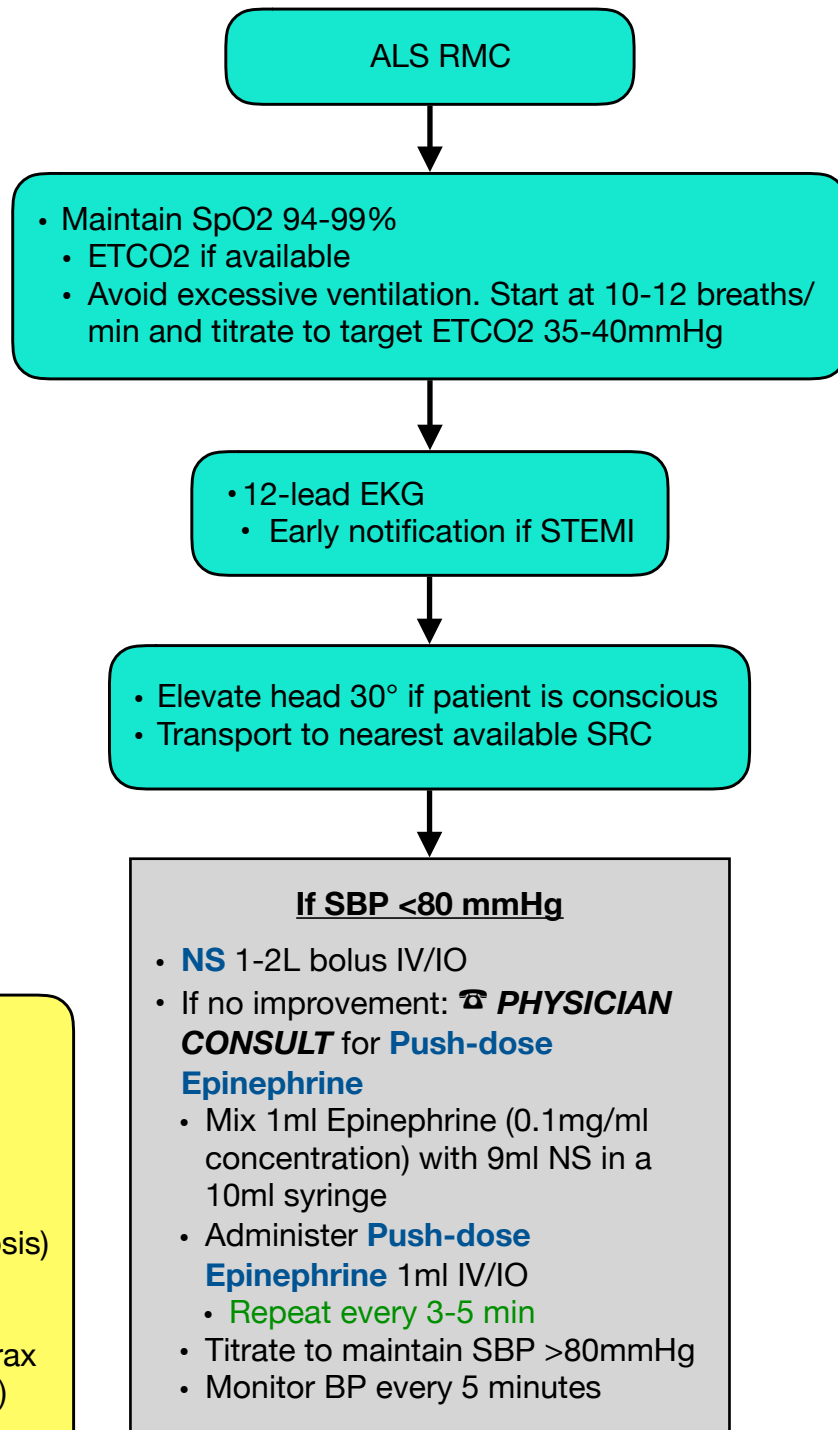 ALS RMC
• Maintain SpO2 94-99%
• ETCO2 if available
• Avoid excessive ventilation. Start at 10-12 breaths/
min and titrate to target ETCO2 35-40mmHg
• 12-lead EKG
• Early notification if STEMI
• Elevate head 30° if patient is conscious
• Transport to nearest available SRC
If SBP <80 mmHg
• NS 1-2L bolus IV/IO
• If no improvement: ☎ PHYSICIAN
CONSULT for Push-dose
Epinephrine
• Mix 1ml Epinephrine (0.1mg/ml
concentration) with 9ml NS in a
10ml syringe
• Administer Push-dose
Epinephrine 1ml IV/IO
• Repeat every 3-5 min
• Titrate to maintain SBP >80mmHg
• Monitor BP every 5 minutes